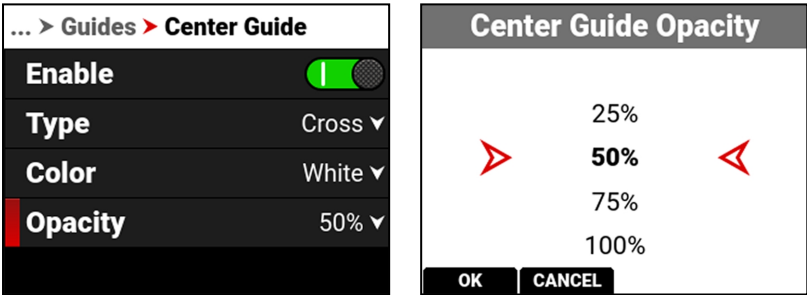 ... > Guides > Center Guide
Enable
Type Cross
Color White
Opacity 50%
Center Guide Opacity
25%
50%
75%
100%
OK CANCEL